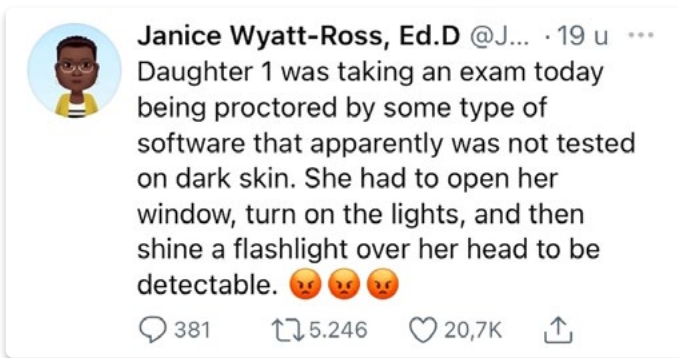 Janice Wyatt-Ross, Ed.D @J... · 19 u ···
Daughter 1 was taking an exam today
being proctored by some type of
software that apparently was not tested
on dark skin. She had to open her
window, turn on the lights, and then
shine a flashlight over her head to be
detectable. 😡 😡 😡
381 5.246 20,7K